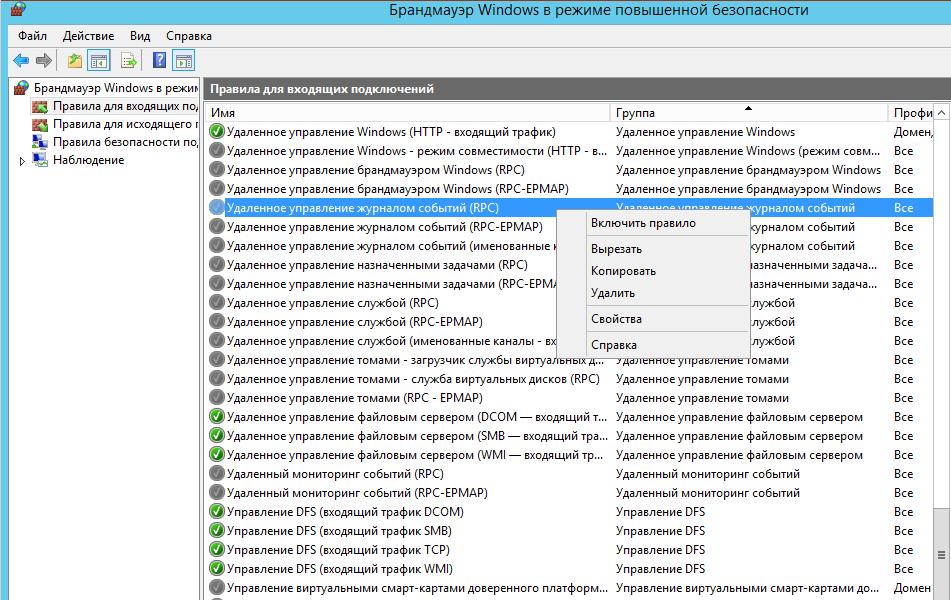 Брандмауэр Windows в режиме повышенной безопасности
Файл Действие Вид Справка
Брандмауэр Windows в режи
Правила для входящих по
Правила для исходящего п
Правила безопасности по
Наблюдение
Правила для входящих подключений
Имя Группа Профи
Удаленное управление Windows (HTTP - входящий трафик) Удаленное управление Windows Домен,
Удаленное управление Windows - режим совместимости (HTTP - в... Удаленное управление Windows (режим совм... Все
Удаленное управление брандмауэром Windows (RPC) Удаленное управление брандмауэром Windows Все
Удаленное управление брандмауэром Windows (RPC-EPMAP) Удаленное управление брандмауэром Windows Все
Удаленное управление журналом событий (RPC) Удаленное управление журналом событий Все
Удаленное управление журналом событий (RPC-EPMAP) журналом событий Все
Удаленное управление журналом событий (именованные к журналом событий Все
Удаленное управление назначенными задачами (RPC) назначенными задача... Все
Удаленное управление назначенными задачами (RPC-EPMA назначенными задача... Все
Удаленное управление службой (RPC) службой Все
Удаленное управление службой (RPC-EPMAP) службой Все
Удаленное управление службой (именованные каналы - вх службой Все
Удаленное управление томами - загрузчик службы виртуальных д... Удаленное управление томами Все
Удаленное управление томами - служба виртуальных дисков (RPC) Удаленное управление томами Все
Удаленное управление томами (RPC - EPMAP) Удаленное управление томами Все
Удаленное управление файловым сервером (DCOM — входящий т... Удаленное управление файловым сервером Все
Удаленное управление файловым сервером (SMB — входящий тра... Удаленное управление файловым сервером Все
Удаленное управление файловым сервером (WMI — входящий тр... Удаленное управление файловым сервером Все
Удаленный мониторинг событий (RPC) Удаленный мониторинг событий Все
Удаленный мониторинг событий (RPC-EPMAP) Удаленный мониторинг событий Все
Управление DFS (входящий трафик DCOM) Управление DFS Все
Управление DFS (входящий трафик SMB) Управление DFS Все
Управление DFS (входящий трафик TCP) Управление DFS Все
Управление DFS (входящий трафик WMI) Управление DFS Все
Управление виртуальными смарт-картами доверенного платформ... Управление виртуальными смарт-картами до... Домен
Включить правило
Вырезать
Копировать
Удалить
Свойства
Справка